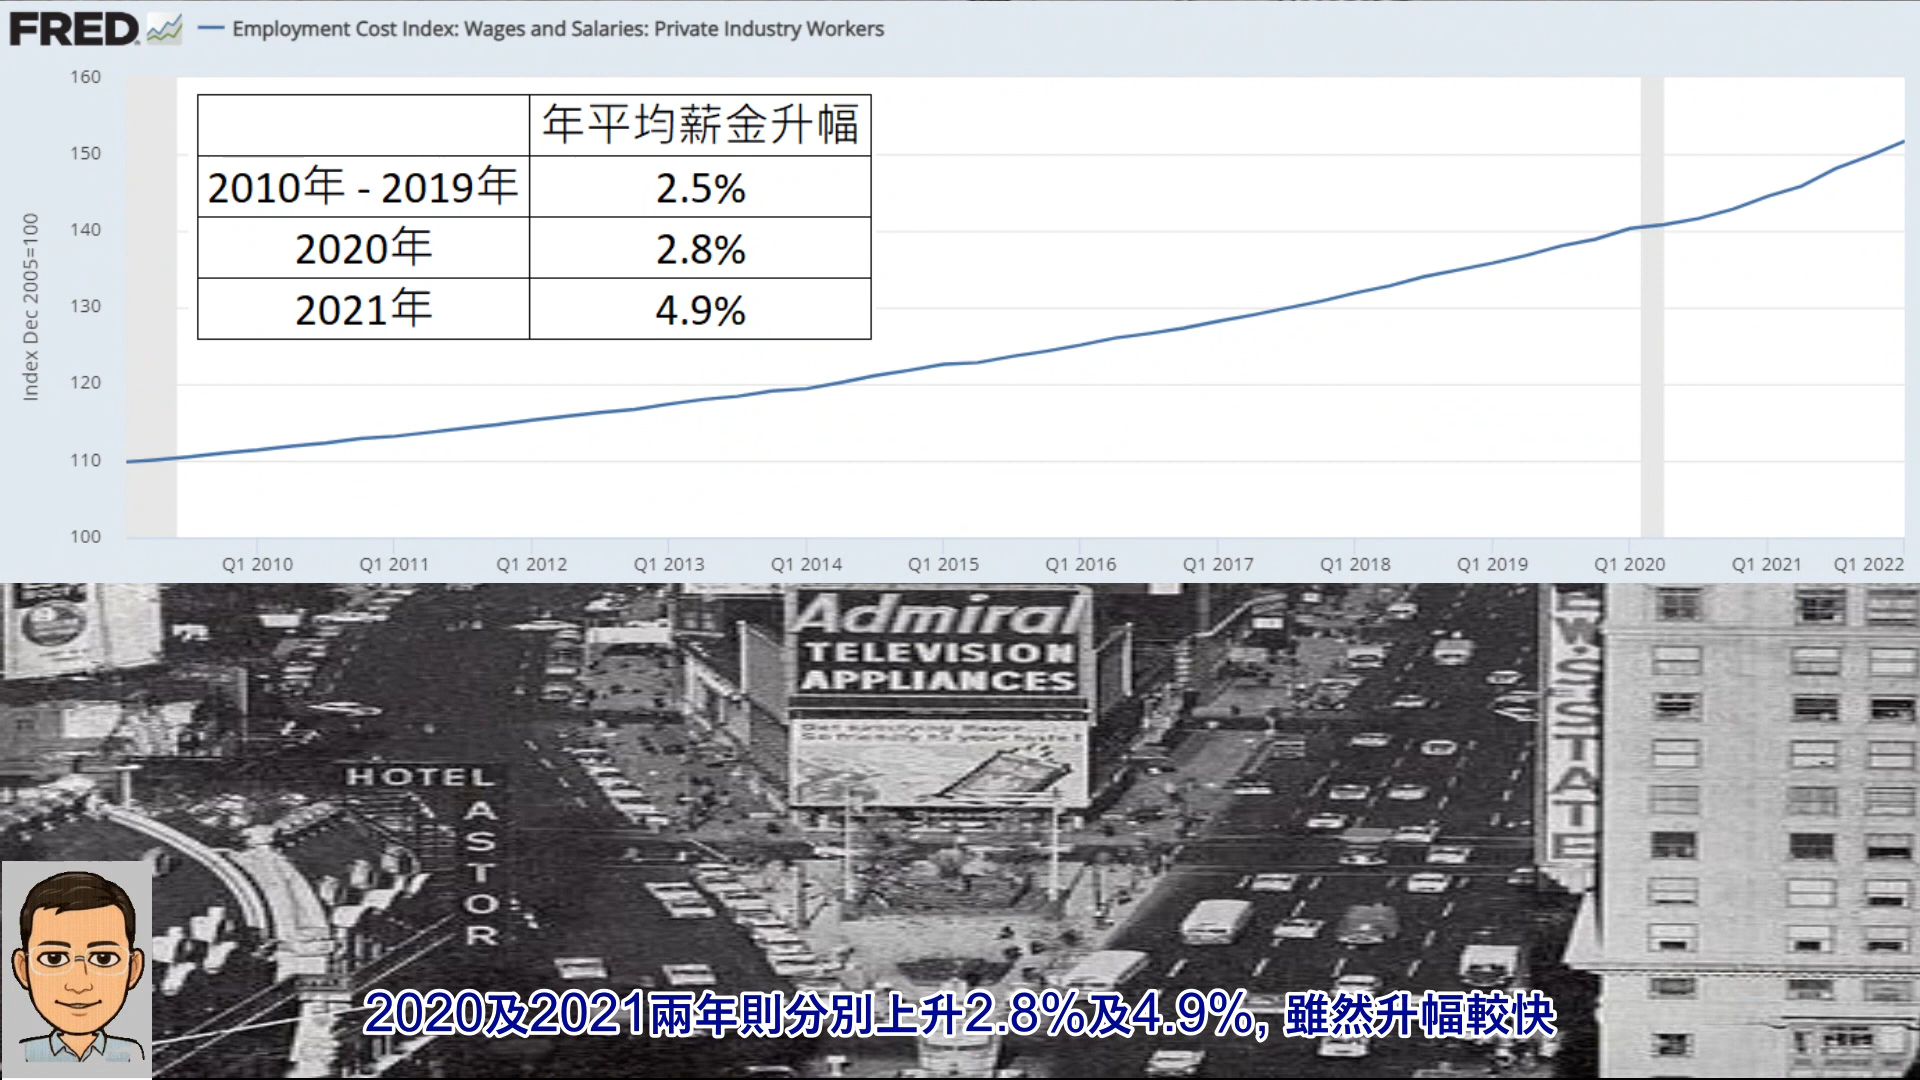 FRED
Employment Cost Index: Wages and Salaries: Private Industry Workers
160
150
140
130
120
110
100
Index Dec 2005=100
年平均薪金升幅
2010年 - 2019年 2.5%
2020年 2.8%
2021年 4.9%
Q1 2010 Q1 2011 Q1 2012 Q1 2013 Q1 2014 Q1 2015 Q1 2016 Q1 2017 Q1 2018 Q1 2019 Q1 2020 Q1 2021 Q1 2022
Admiral
TELEVISION
APPLIANCES
HOTEL
ASTOR
STATE
2020及2021兩年則分別上升2.8%及4.9%, 雖然升幅較快